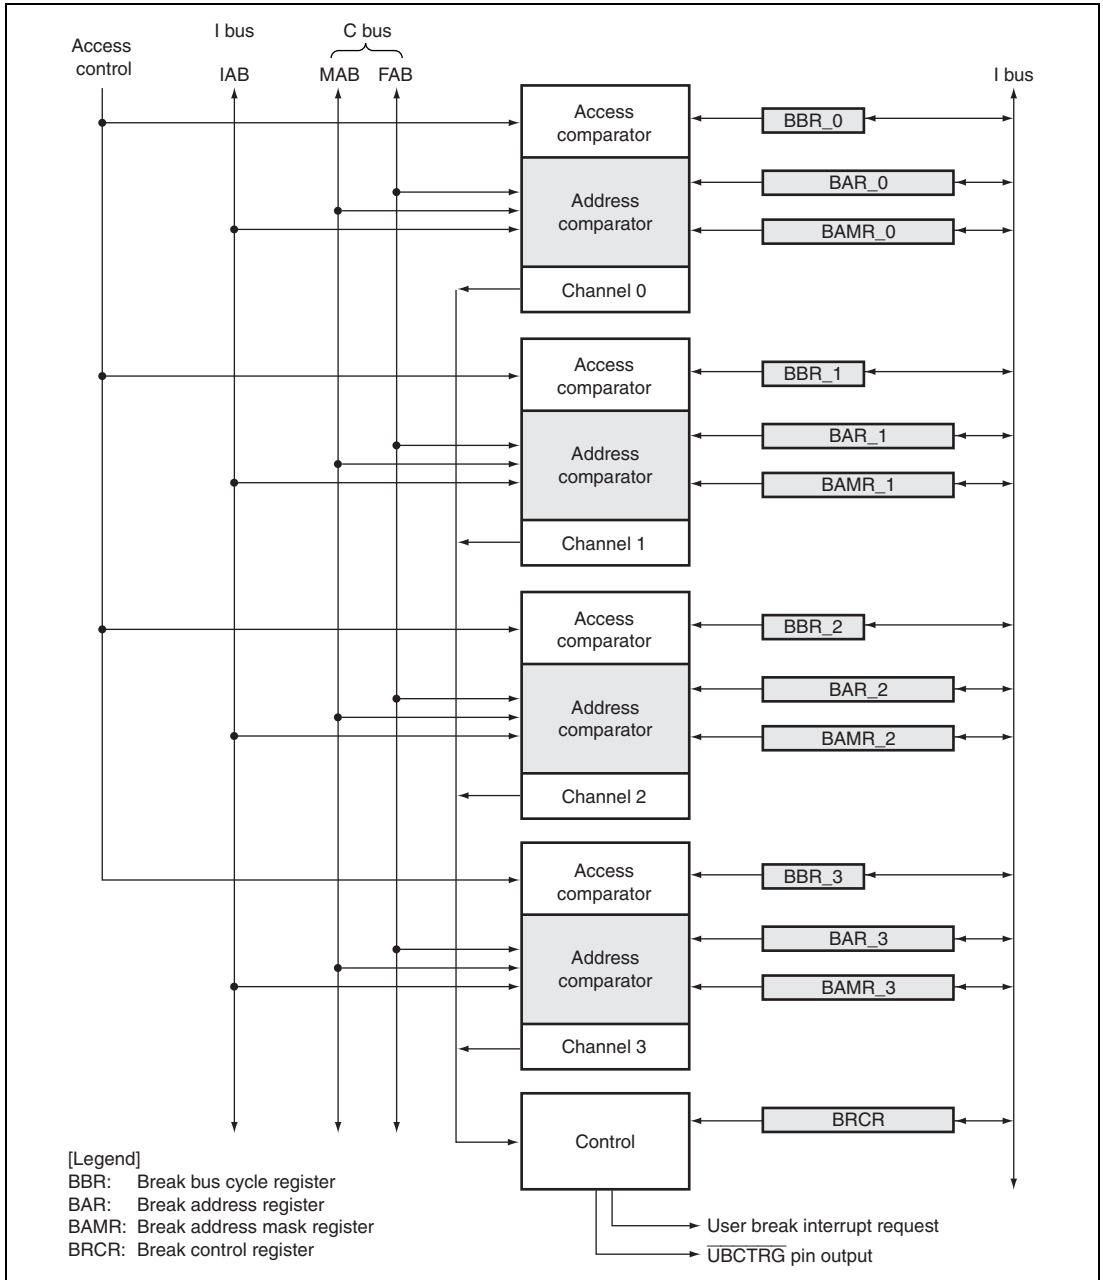 Access
control
I bus
IAB
C bus
MAB FAB
I bus
Access
comparator
Address
comparator
Channel 0
BBR_0
BAR_0
BAMR_0
Access
comparator
Address
comparator
Channel 1
BBR_1
BAR_1
BAMR_1
Access
comparator
Address
comparator
Channel 2
BBR_2
BAR_2
BAMR_2
Access
comparator
Address
comparator
Channel 3
BBR_3
BAR_3
BAMR_3
Control
BRCR
User break interrupt request
UBCTRG pin output
[Legend]
BBR: Break bus cycle register
BAR: Break address register
BAMR: Break address mask register
BRCR: Break control register